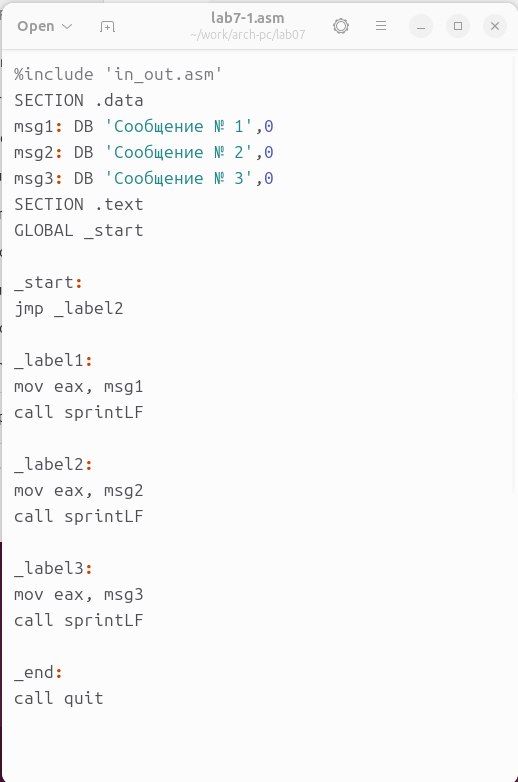 Open
lab7-1.asm
~/work/arch-pc/lab07
%include 'in_out.asm'
SECTION .data
msg1: DB 'Сообщение № 1',0
msg2: DB 'Сообщение № 2',0
msg3: DB 'Сообщение № 3',0
SECTION .text
GLOBAL _start
_start:
jmp _label2
_label1:
mov eax, msg1
call sprintLF
_label2:
mov eax, msg2
call sprintLF
_label3:
mov eax, msg3
call sprintLF
_end:
call quit